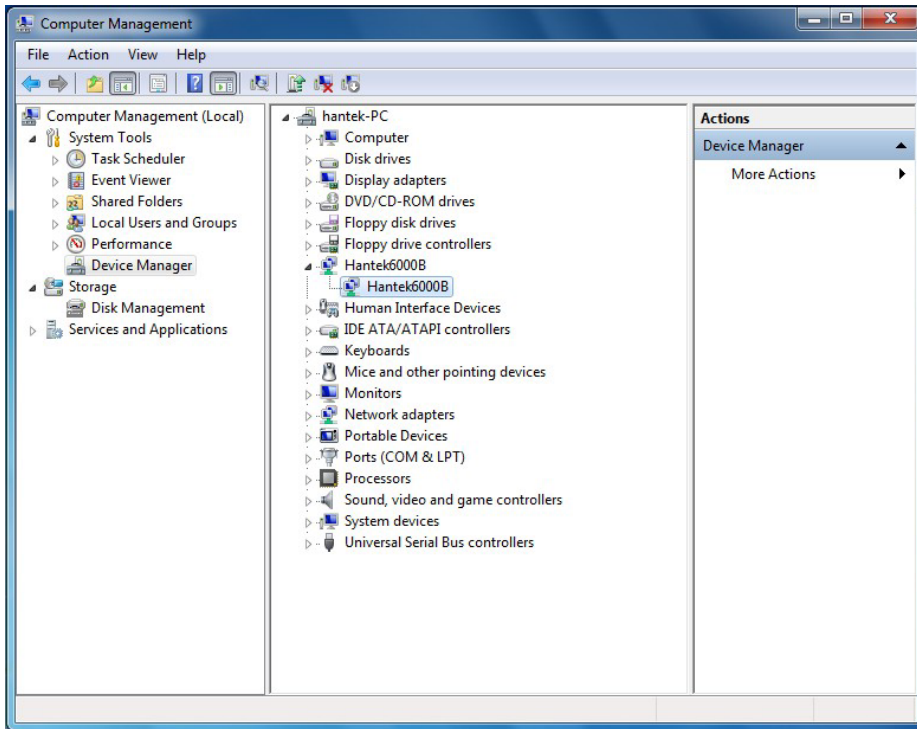 Computer Management
File Action View Help
Computer Management (Local)
System Tools
Task Scheduler
Event Viewer
Shared Folders
Local Users and Groups
Performance
Device Manager
Storage
Disk Management
Services and Applications
hantek-PC
Computer
Disk drives
Display adapters
DVD/CD-ROM drives
Floppy disk drives
Floppy drive controllers
Hantek6000B
Hantek6000B
Human Interface Devices
IDE ATA/ATAPI controllers
Keyboards
Mice and other pointing devices
Monitors
Network adapters
Portable Devices
Ports (COM & LPT)
Processors
Sound, video and game controllers
System devices
Universal Serial Bus controllers
Actions
Device Manager
More Actions